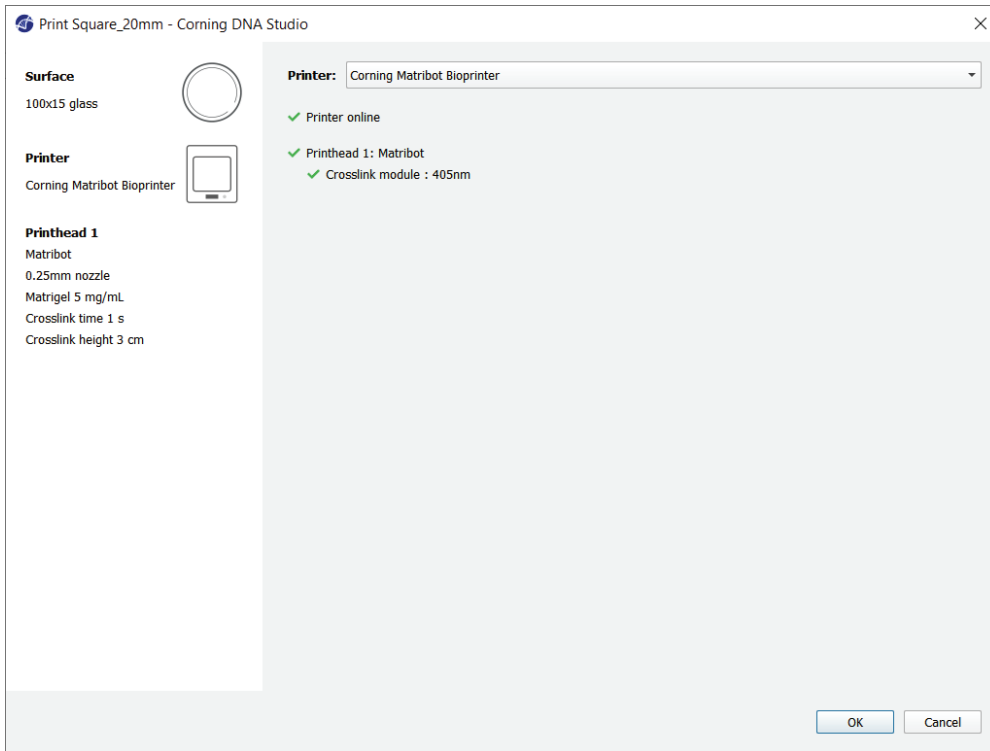 Print Square_20mm - Corning DNA Studio
Surface
100x15 glass
Printer
Corning Matribot Bioprinter
Printhead 1
Matribot
0.25mm nozzle
Matrigel 5 mg/mL
Crosslink time 1 s
Crosslink height 3 cm
Printer: Corning Matribot Bioprinter
Printer online
Printhead 1: Matribot
Crosslink module : 405nm
OK Cancel